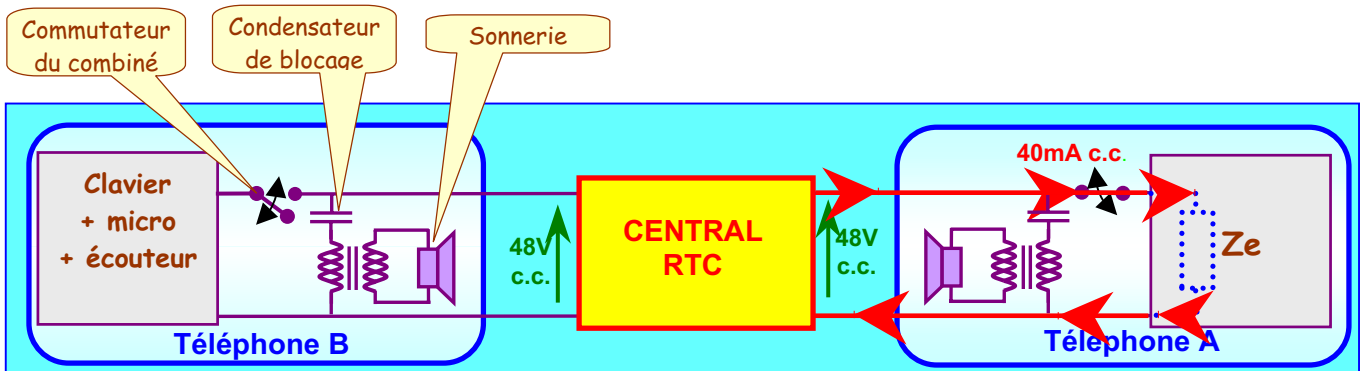 Commutateur
du combiné
Condensateur
de blocage
Sonnerie
Clavier
+ micro
+ écouteur
48V
c.c.
CENTRAL
RTC
48V
c.c.
40mA c.c.
Ze
Téléphone B
Téléphone A